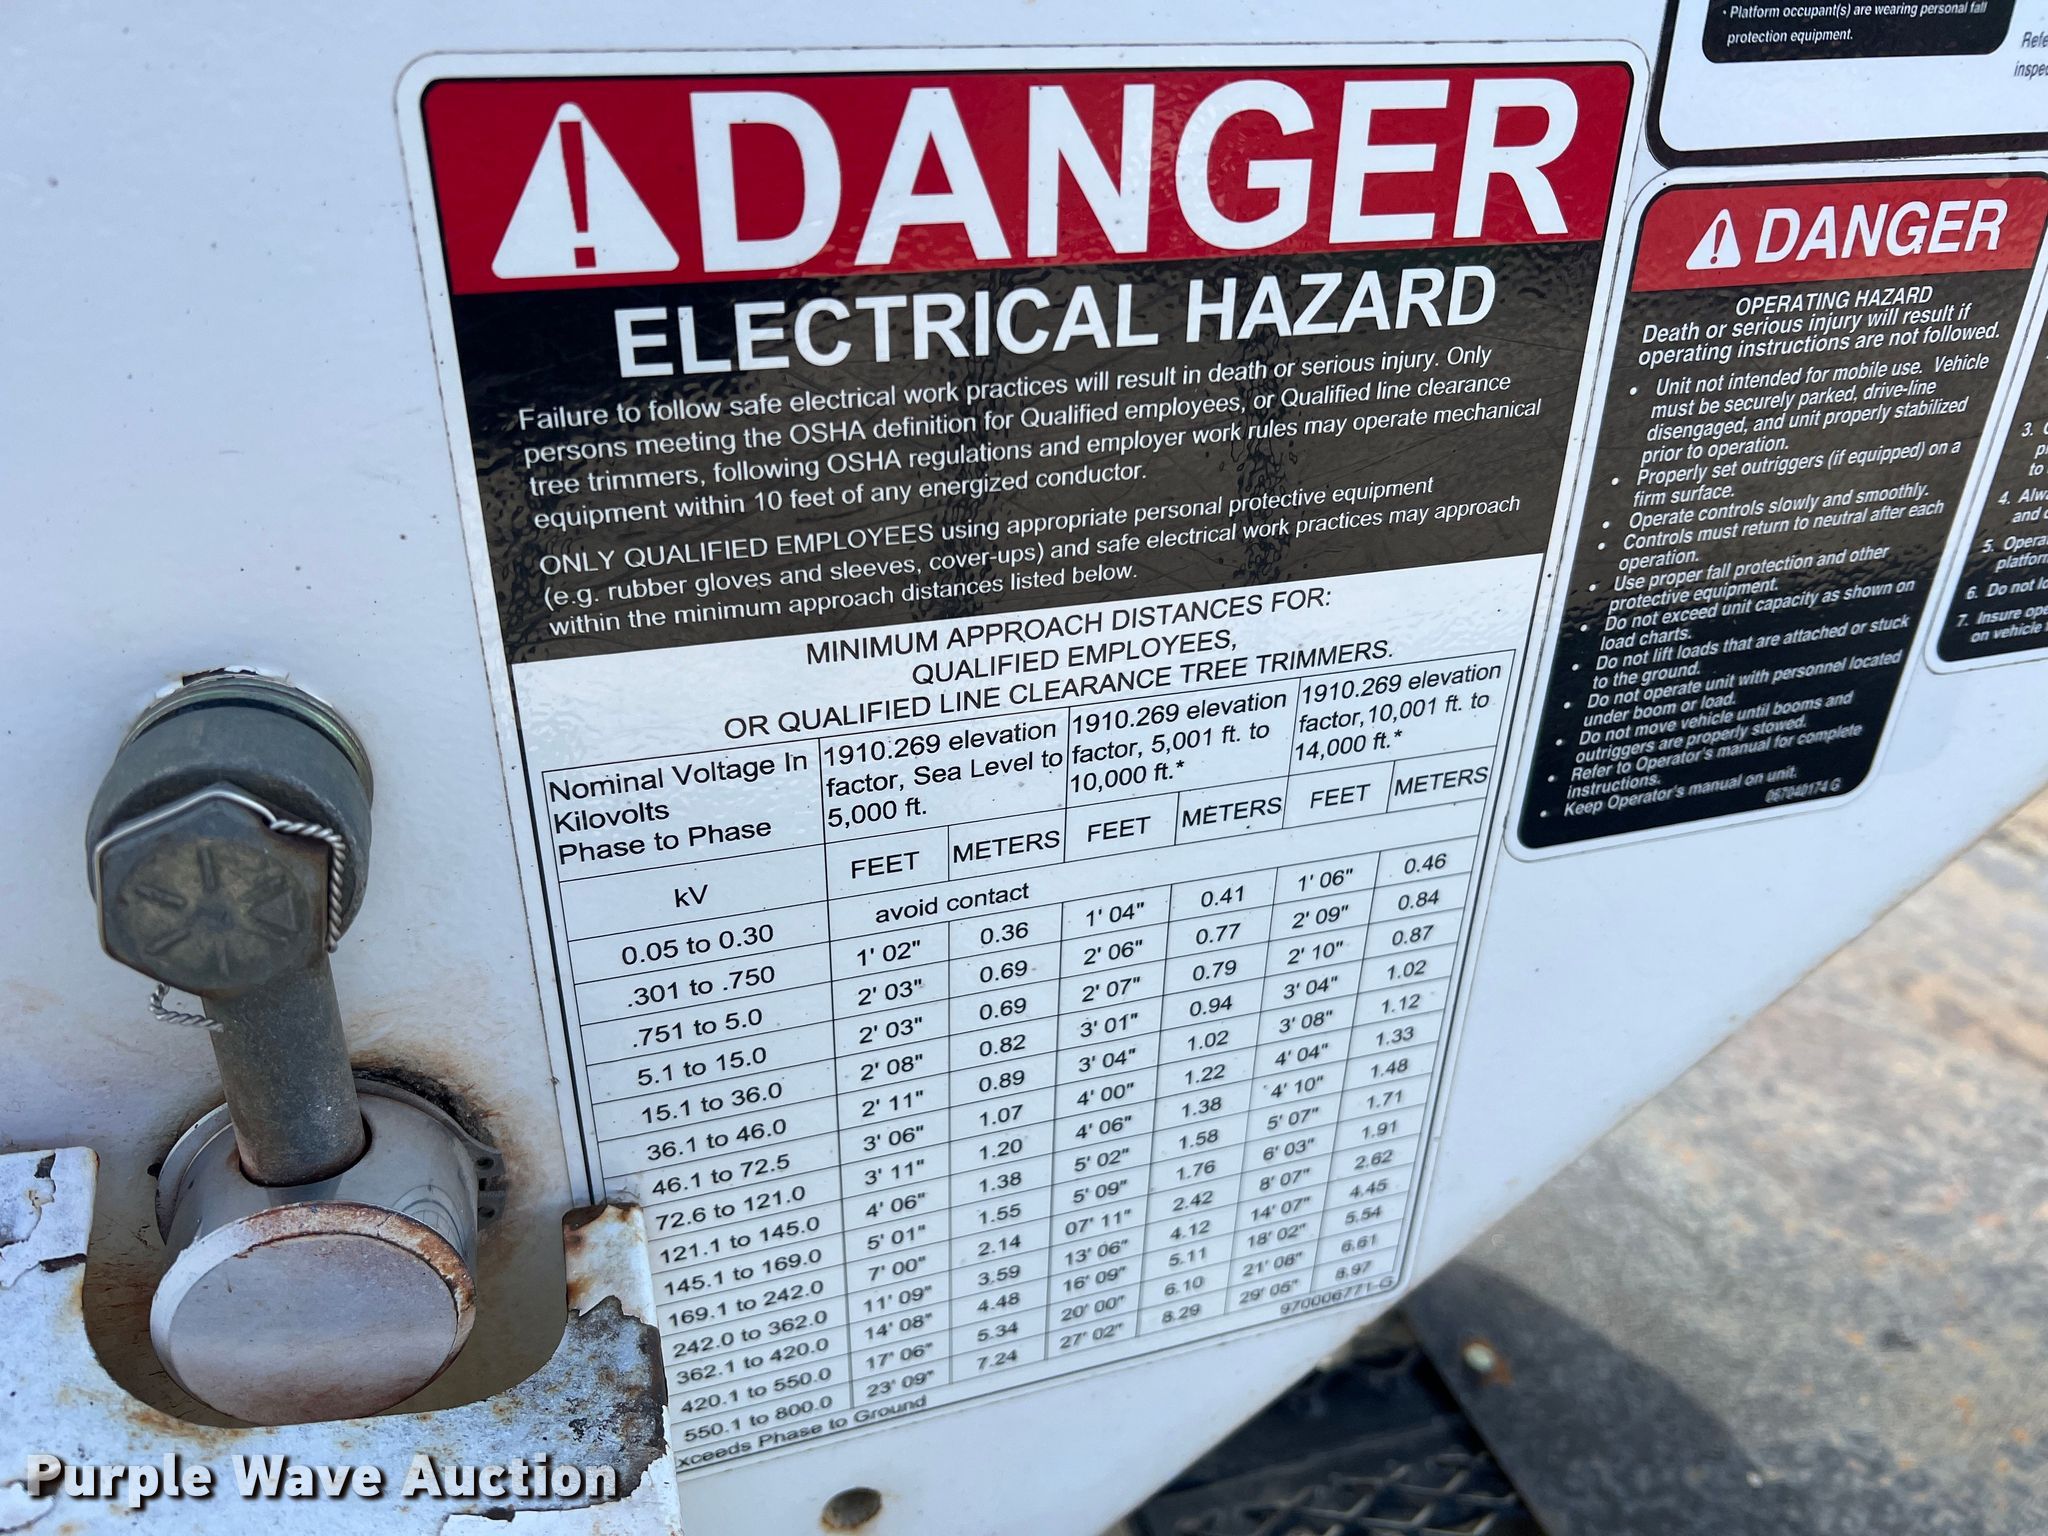 DANGER
ELECTRICAL HAZARD
Failure to follow safe electrical work practices will result in death or serious injury. Only
persons meeting the OSHA definition for Qualified employees, or Qualified line clearance
tree trimmers, following OSHA regulations and employer work rules may operate mechanical
equipment within 10 feet of any energized conductor.
ONLY QUALIFIED EMPLOYEES using appropriate personal protective equipment
(e.g. rubber gloves and sleeves, cover-ups) and safe electrical work practices may approach
within the minimum approach distances listed below.
MINIMUM APPROACH DISTANCES FOR:
QUALIFIED EMPLOYEES,
OR QUALIFIED LINE CLEARANCE TREE TRIMMERS.
Nominal Voltage In
Kilovolts
Phase to Phase
1910.269 elevation
factor, Sea Level to
5,000 ft.
1910.269 elevation
factor, 5,001 ft. to
10,000 ft.*
1910.269 elevation
factor,10,001 ft. to
14,000 ft.*
kV FEET METERS FEET METERS FEET METERS
0.05 to 0.30 avoid contact
.301 to .750 1' 02" 0.36 1' 04" 0.41 1' 06" 0.46
.751 to 5.0 2' 03" 0.69 2' 06" 0.77 2' 09" 0.84
5.1 to 15.0 2' 03" 0.69 2' 07" 0.79 2' 10" 0.87
15.1 to 36.0 2' 08" 0.82 3' 01" 0.94 3' 04" 1.02
36.1 to 46.0 2' 11" 0.89 3' 04" 1.02 3' 08" 1.12
46.1 to 72.5 3' 06" 1.07 4' 00" 1.22 4' 04" 1.33
72.6 to 121.0 3' 11" 1.20 4' 06" 1.38 4' 10" 1.48
121.1 to 145.0 4' 06" 1.38 5' 02" 1.58 5' 07" 1.71
145.1 to 169.0 5' 01" 1.55 5' 09" 1.76 6' 03" 1.91
169.1 to 242.0 7' 00" 2.14 07' 11" 2.42 8' 07" 2.62
242.0 to 362.0 11' 09" 3.59 13' 06" 4.12 14' 07" 4.45
362.1 to 420.0 14' 08" 4.48 16' 09" 5.11 18' 02" 5.54
420.1 to 550.0 17' 06" 5.34 20' 00" 6.10 21' 08" 6.61
550.1 to 800.0 23' 09" 7.24 27' 02" 8.29 29' 05" 8.97
xceeds Phase to Ground
970006771-G
• Platform occupant(s) are wearing personal fall
protection equipment.
Refe
inspec
DANGER
OPERATING HAZARD
Death or serious injury will result if
operating instructions are not followed.
• Unit not intended for mobile use. Vehicle
must be securely parked, drive-line
disengaged, and unit properly stabilized
prior to operation.
• Properly set outriggers (if equipped) on a
firm surface.
• Operate controls slowly and smoothly.
• Controls must return to neutral after each
operation.
• Use proper fall protection and other
protective equipment.
• Do not exceed unit capacity as shown on
load charts.
• Do not lift loads that are attached or stuck
to the ground.
• Do not operate unit with personnel located
under boom or load.
• Do not move vehicle until booms and
outriggers are properly stowed.
• Refer to Operator's manual for complete
instructions.
• Keep Operator's manual on unit.
067040174 G
3.
to
4. Alw
and
5. Opera
platform
6. Do not lo
7. Insure ope
on vehicle
Purple Wave Auction